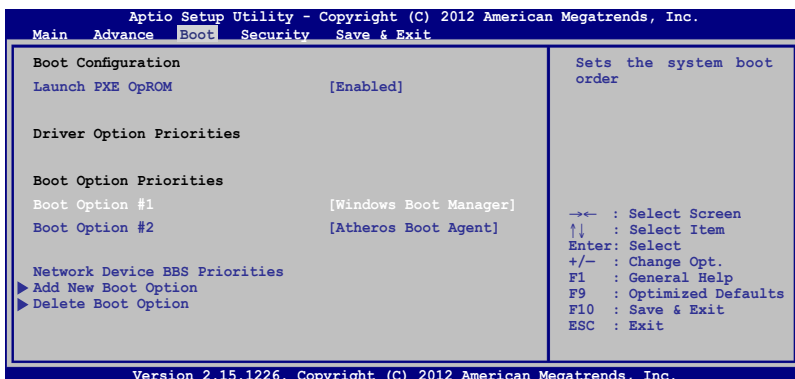 Aptio Setup Utility - Copyright (C) 2012 American Megatrends, Inc.
Main Advance Boot Security Save & Exit
Boot Configuration
Launch PXE OpROM [Enabled]
Driver Option Priorities
Boot Option Priorities
Boot Option #1 [Windows Boot Manager]
Boot Option #2 [Atheros Boot Agent]
Network Device BBS Priorities
Add New Boot Option
Delete Boot Option
Sets the system boot
order
→← : Select Screen
↑↓ : Select Item
Enter: Select
+/— : Change Opt.
F1 : General Help
F9 : Optimized Defaults
F10 : Save & Exit
ESC : Exit
Version 2.15.1226. Copyright (C) 2012 American Megatrends, Inc.